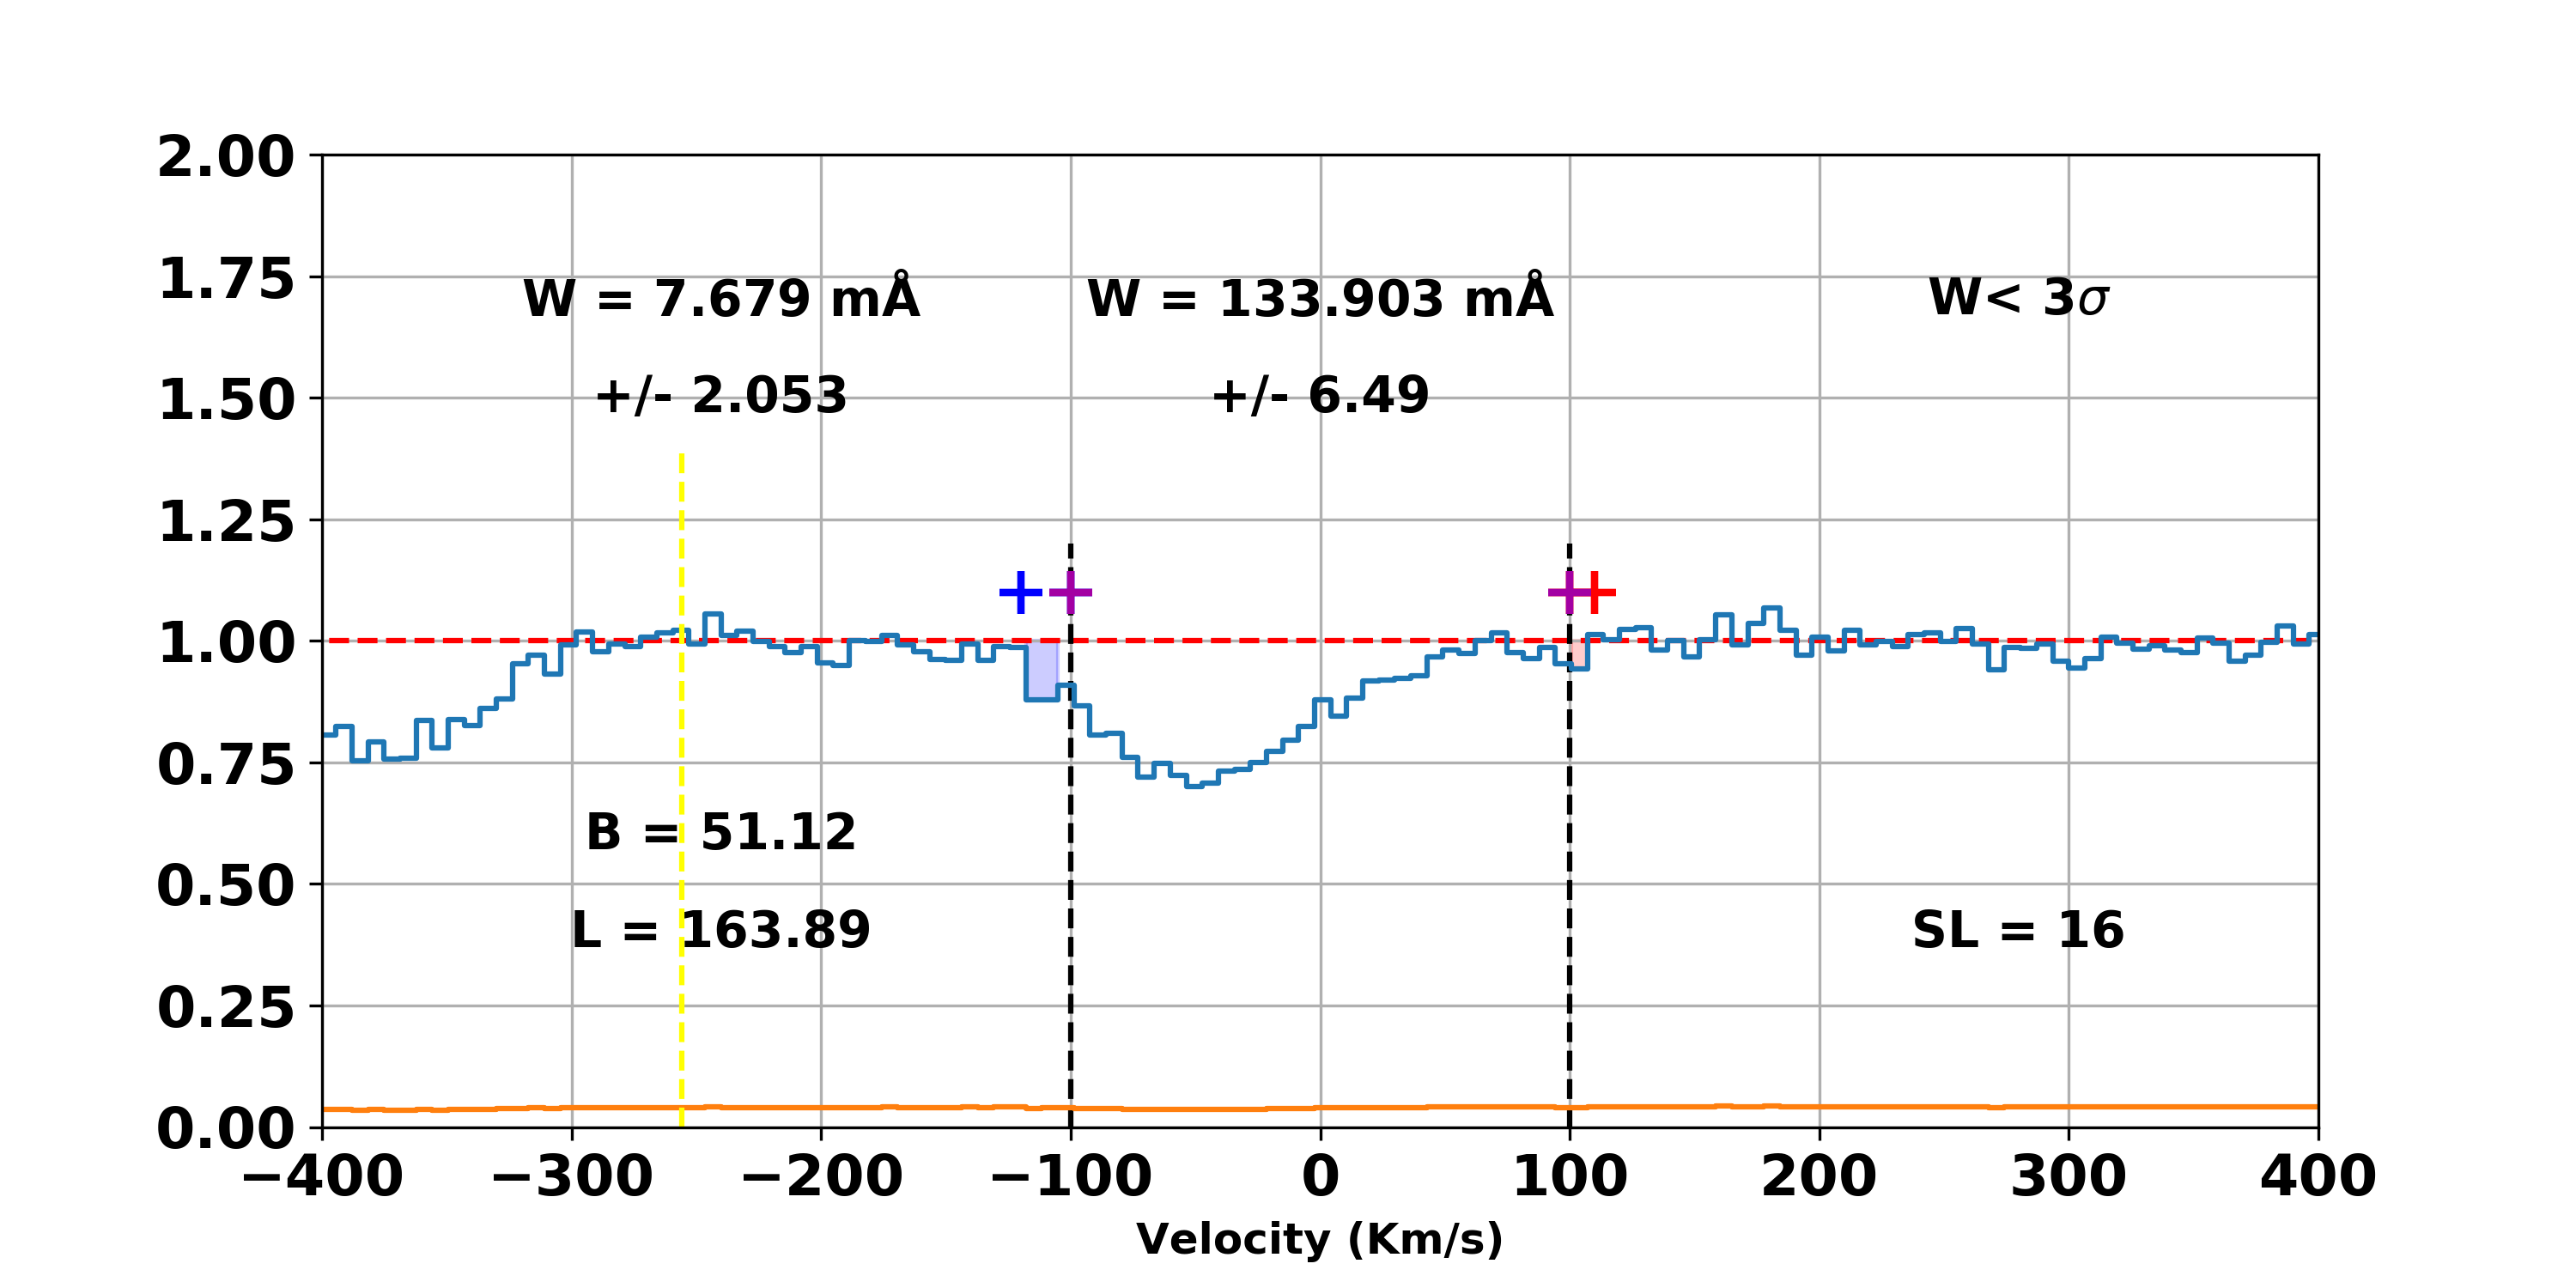 2.00
1.75
W = 7.679 mÅ
W = 133.903 mÅ
W< 3σ
1.50
+/- 2.053
+/- 6.49
1.25
1.00
0.75
B = 51.12
0.50
L = 163.89
SL = 16
0.25
0.00
−400 −300 −200 −100 0 100 200 300 400
Velocity (Km/s)